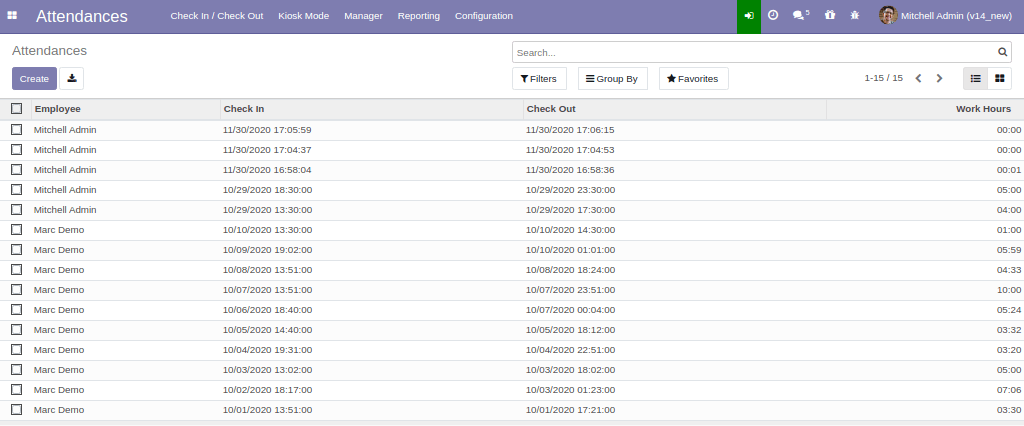 Attendances Check In / Check Out Kiosk Mode Manager Reporting Configuration 5 Mitchell Admin (v14_new)
Attendances Search...
Create Filters Group By Favorites 1-15 / 15
Employee Check In Check Out Work Hours
Mitchell Admin 11/30/2020 17:05:59 11/30/2020 17:06:15 00:00
Mitchell Admin 11/30/2020 17:04:37 11/30/2020 17:04:53 00:00
Mitchell Admin 11/30/2020 16:58:04 11/30/2020 16:58:36 00:01
Mitchell Admin 10/29/2020 18:30:00 10/29/2020 23:30:00 05:00
Mitchell Admin 10/29/2020 13:30:00 10/29/2020 17:30:00 04:00
Marc Demo 10/10/2020 13:30:00 10/10/2020 14:30:00 01:00
Marc Demo 10/09/2020 19:02:00 10/10/2020 01:01:00 05:59
Marc Demo 10/08/2020 13:51:00 10/08/2020 18:24:00 04:33
Marc Demo 10/07/2020 13:51:00 10/07/2020 23:51:00 10:00
Marc Demo 10/06/2020 18:40:00 10/07/2020 00:04:00 05:24
Marc Demo 10/05/2020 14:40:00 10/05/2020 18:12:00 03:32
Marc Demo 10/04/2020 19:31:00 10/04/2020 22:51:00 03:20
Marc Demo 10/03/2020 13:02:00 10/03/2020 18:02:00 05:00
Marc Demo 10/02/2020 18:17:00 10/03/2020 01:23:00 07:06
Marc Demo 10/01/2020 13:51:00 10/01/2020 17:21:00 03:30